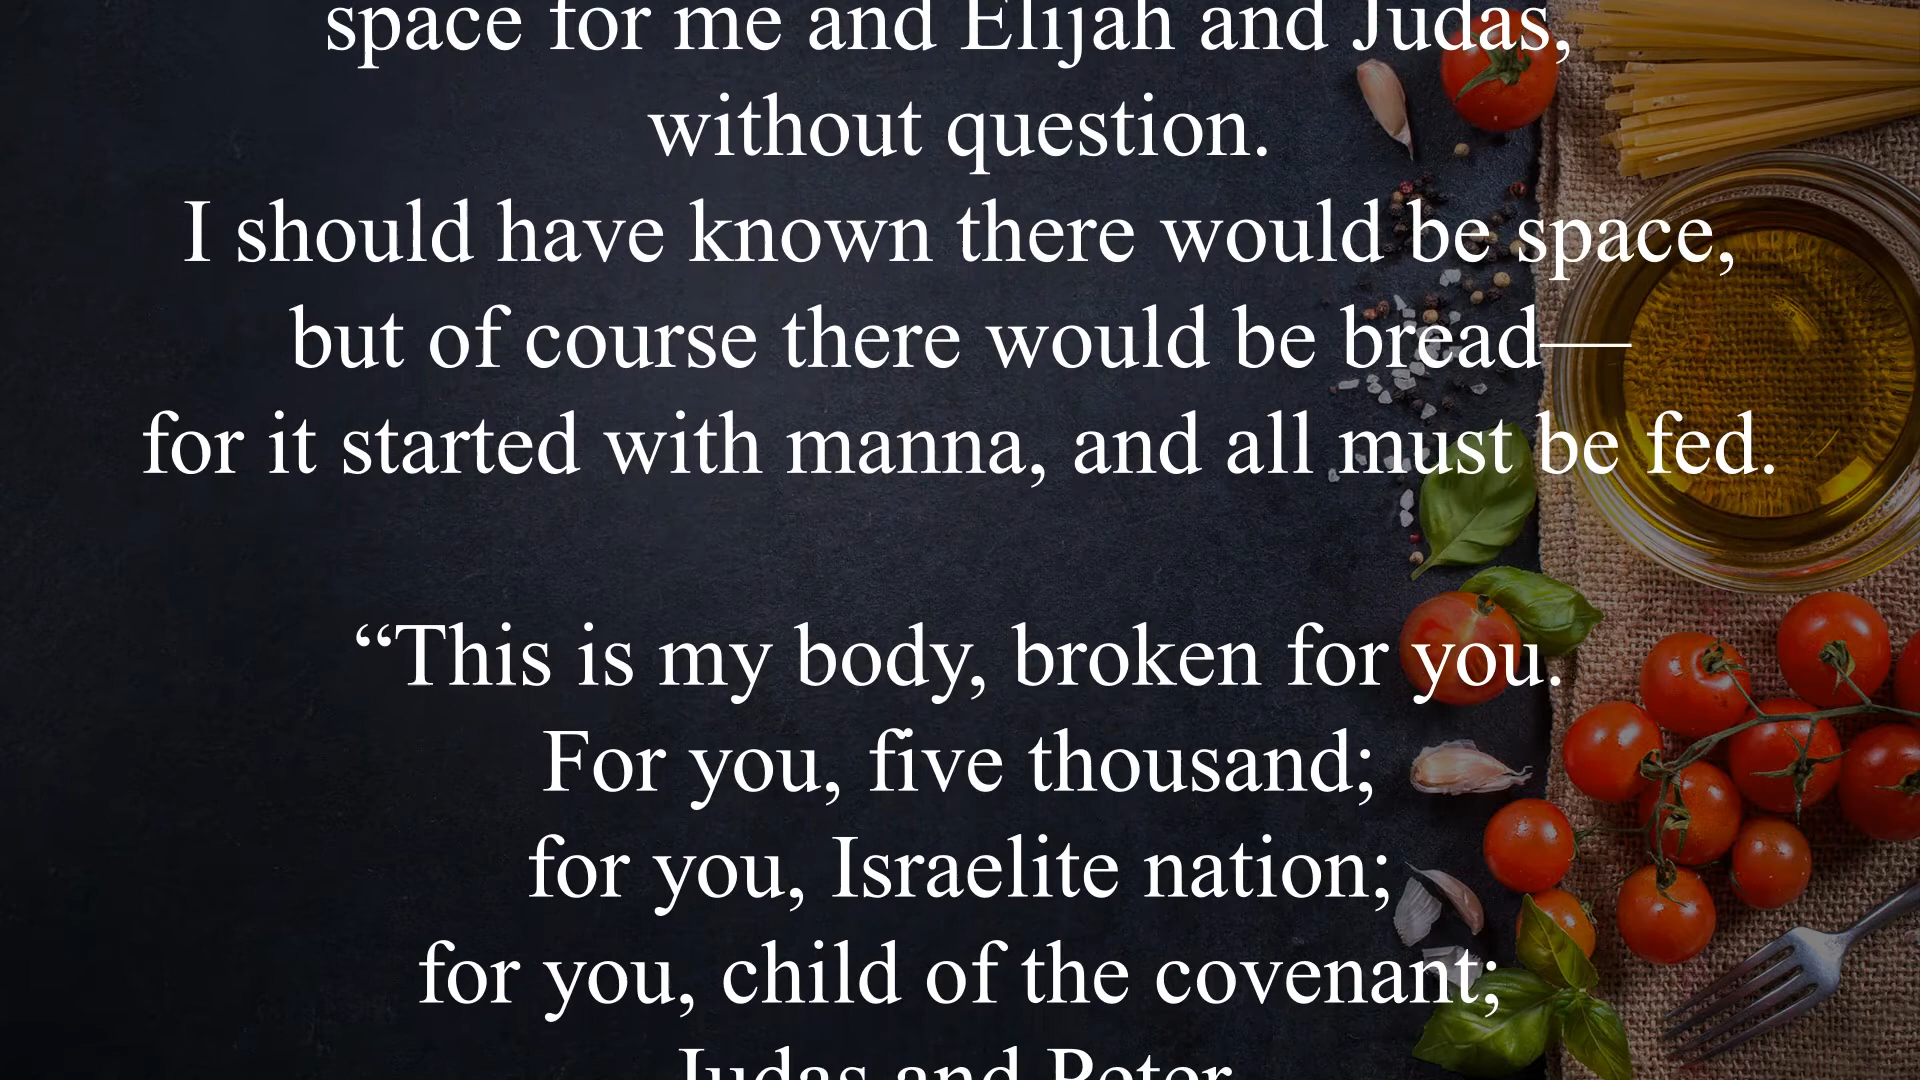 space for me and Elijah and Judas,
without question.
I should have known there would be space,
but of course there would be bread—
for it started with manna, and all must be fed.
“This is my body, broken for you.
For you, five thousand;
for you, Israelite nation;
for you, child of the covenant;
Judas and Peter